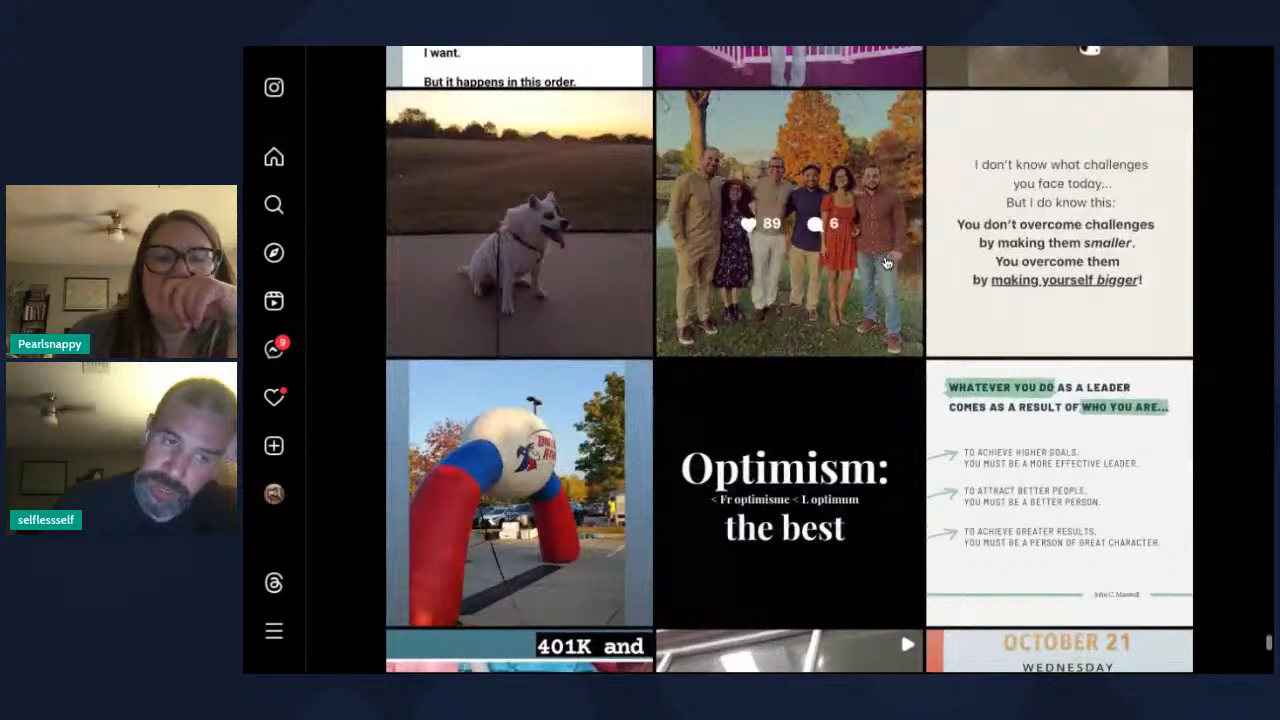 Pearlsnappy
selflessself
9
I want.
But it happens in this order.
89
6
I don't know what challenges
you face today...
But I do know this:
You don't overcome challenges
by making them smaller.
You overcome them
by making yourself bigger!
Optimism:
< Fr optimisme < L optimum
the best
WHATEVER YOU DO AS A LEADER
COMES AS A RESULT OF WHO YOU ARE...
TO ACHIEVE HIGHER GOALS,
YOU MUST BE A MORE EFFECTIVE LEADER.
TO ATTRACT BETTER PEOPLE,
YOU MUST BE A BETTER PERSON.
TO ACHIEVE GREATER RESULTS,
YOU MUST BE A PERSON OF GREAT CHARACTER.
John C. Maxwell
401K and
OCTOBER 21
WEDNESDAY